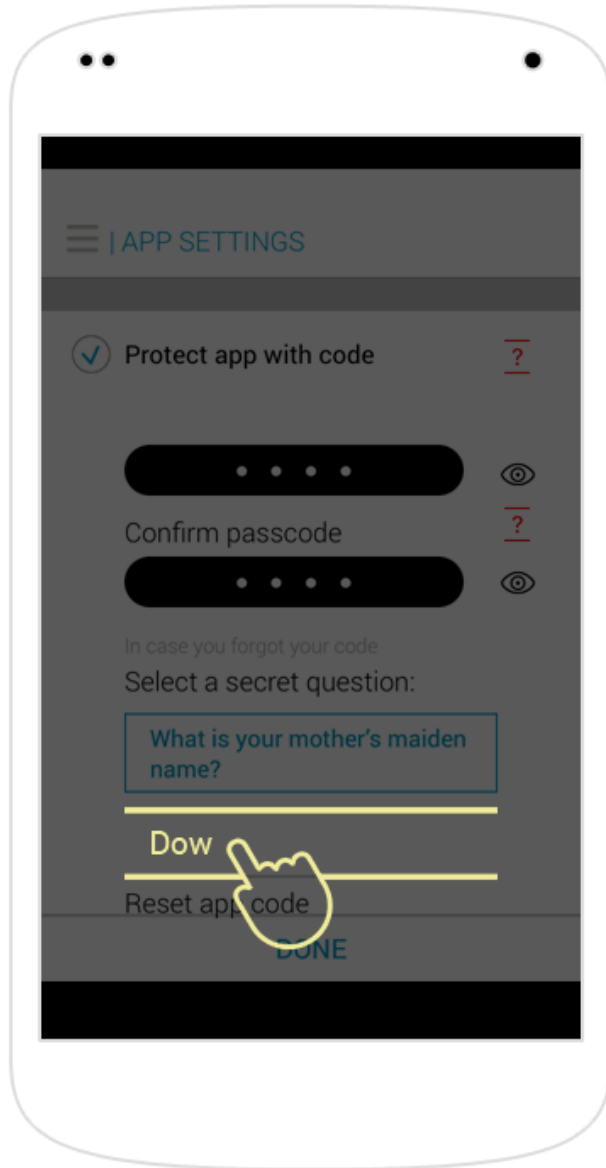 | APP SETTINGS
Protect app with code
?
Confirm passcode
?
In case you forgot your code
Select a secret question:
What is your mother’s maiden
name?
Dow
Reset app code
DONE